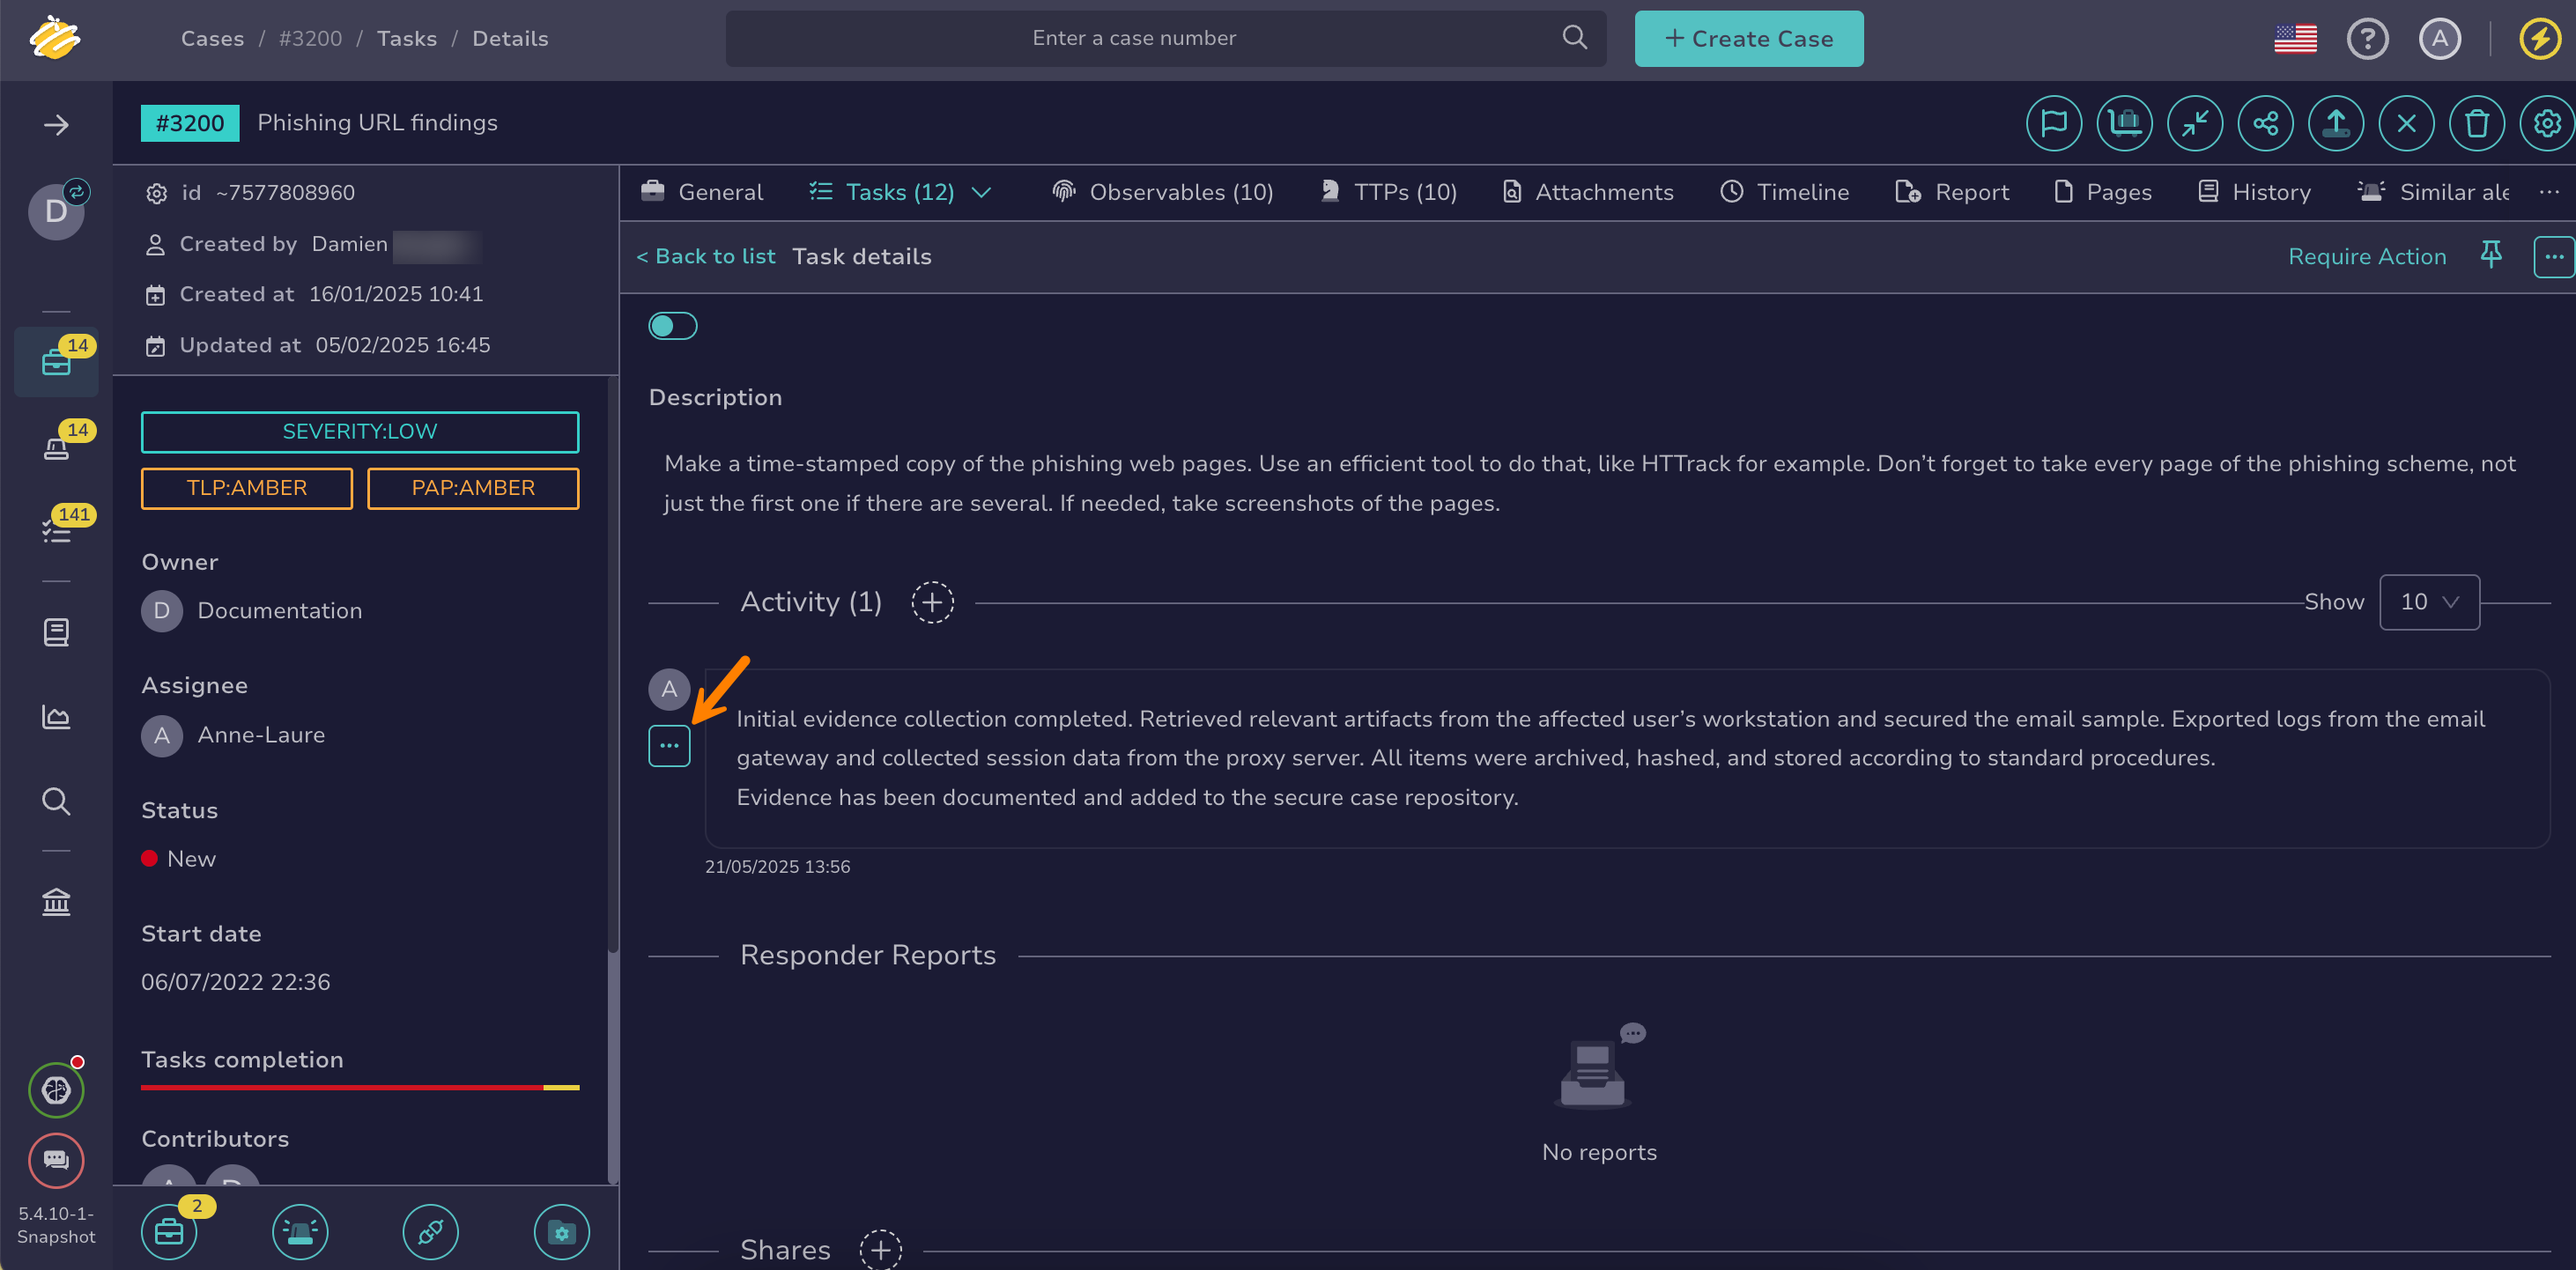 Cases / #3200 / Tasks / Details
Enter a case number
+ Create Case
?
A
#3200 Phishing URL findings
D
id ~7577808960
Created by Damien
Created at 16/01/2025 10:41
Updated at 05/02/2025 16:45
General
Tasks (12)
Observables (10)
TTPs (10)
Attachments
Timeline
Report
Pages
History
Similar ale
< Back to list Task details
Require Action
14
14
141
SEVERITY:LOW
TLP:AMBER
PAP:AMBER
Owner
D Documentation
Assignee
A Anne-Laure
Status
New
Start date
06/07/2022 22:36
Tasks completion
Contributors
A D
2
5.4.10-1-
Snapshot
Description
Make a time-stamped copy of the phishing web pages. Use an efficient tool to do that, like HTTrack for example. Don’t forget to take every page of the phishing scheme, not
just the first one if there are several. If needed, take screenshots of the pages.
Activity (1)
Show 10
A
Initial evidence collection completed. Retrieved relevant artifacts from the affected user’s workstation and secured the email sample. Exported logs from the email
gateway and collected session data from the proxy server. All items were archived, hashed, and stored according to standard procedures.
Evidence has been documented and added to the secure case repository.
21/05/2025 13:56
Responder Reports
No reports
Shares